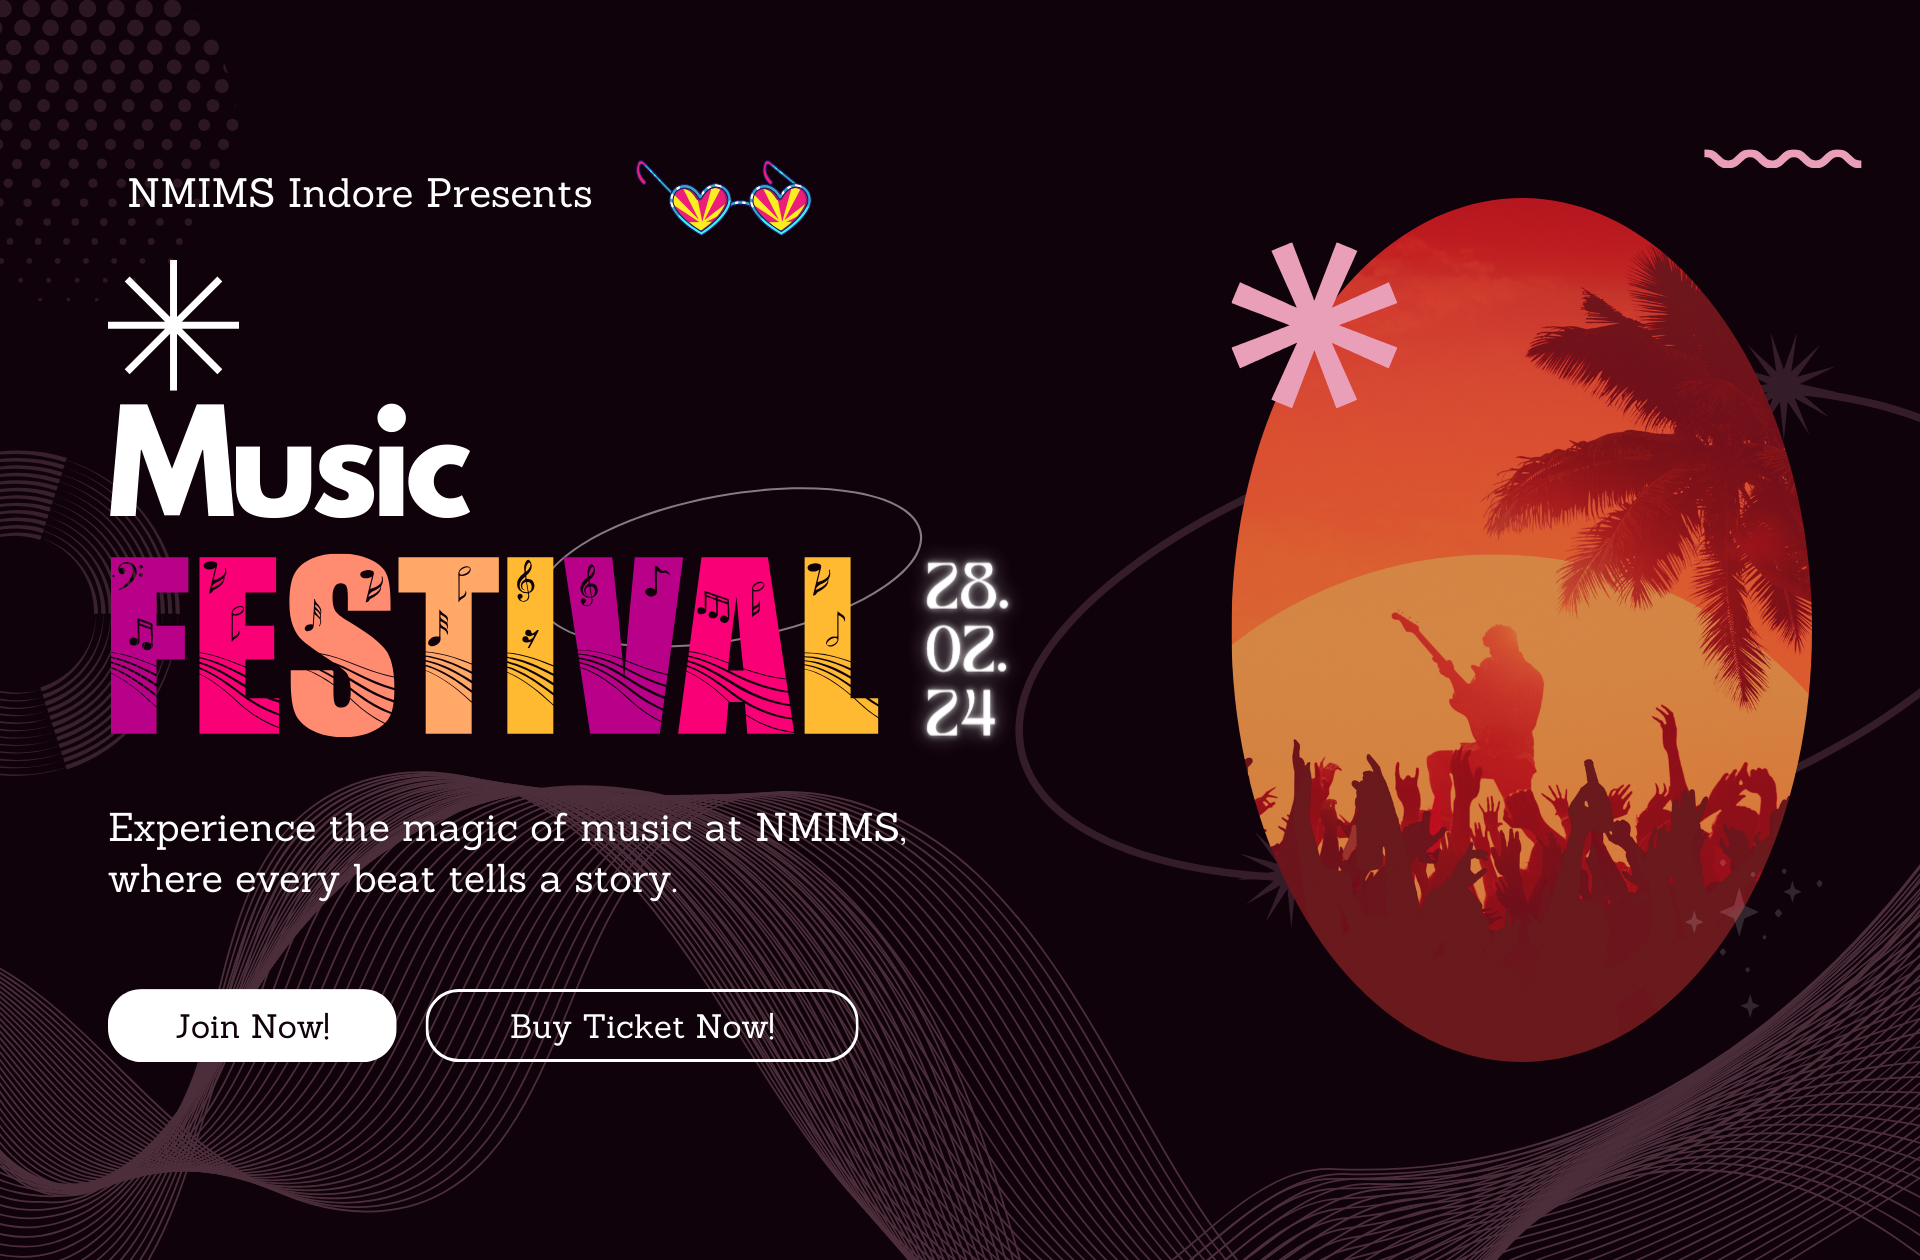 NMIMS Indore Presents
Music
FESTIVAL
28.
02.
24
Experience the magic of music at NMIMS,
where every beat tells a story.
Join Now!
Buy Ticket Now!